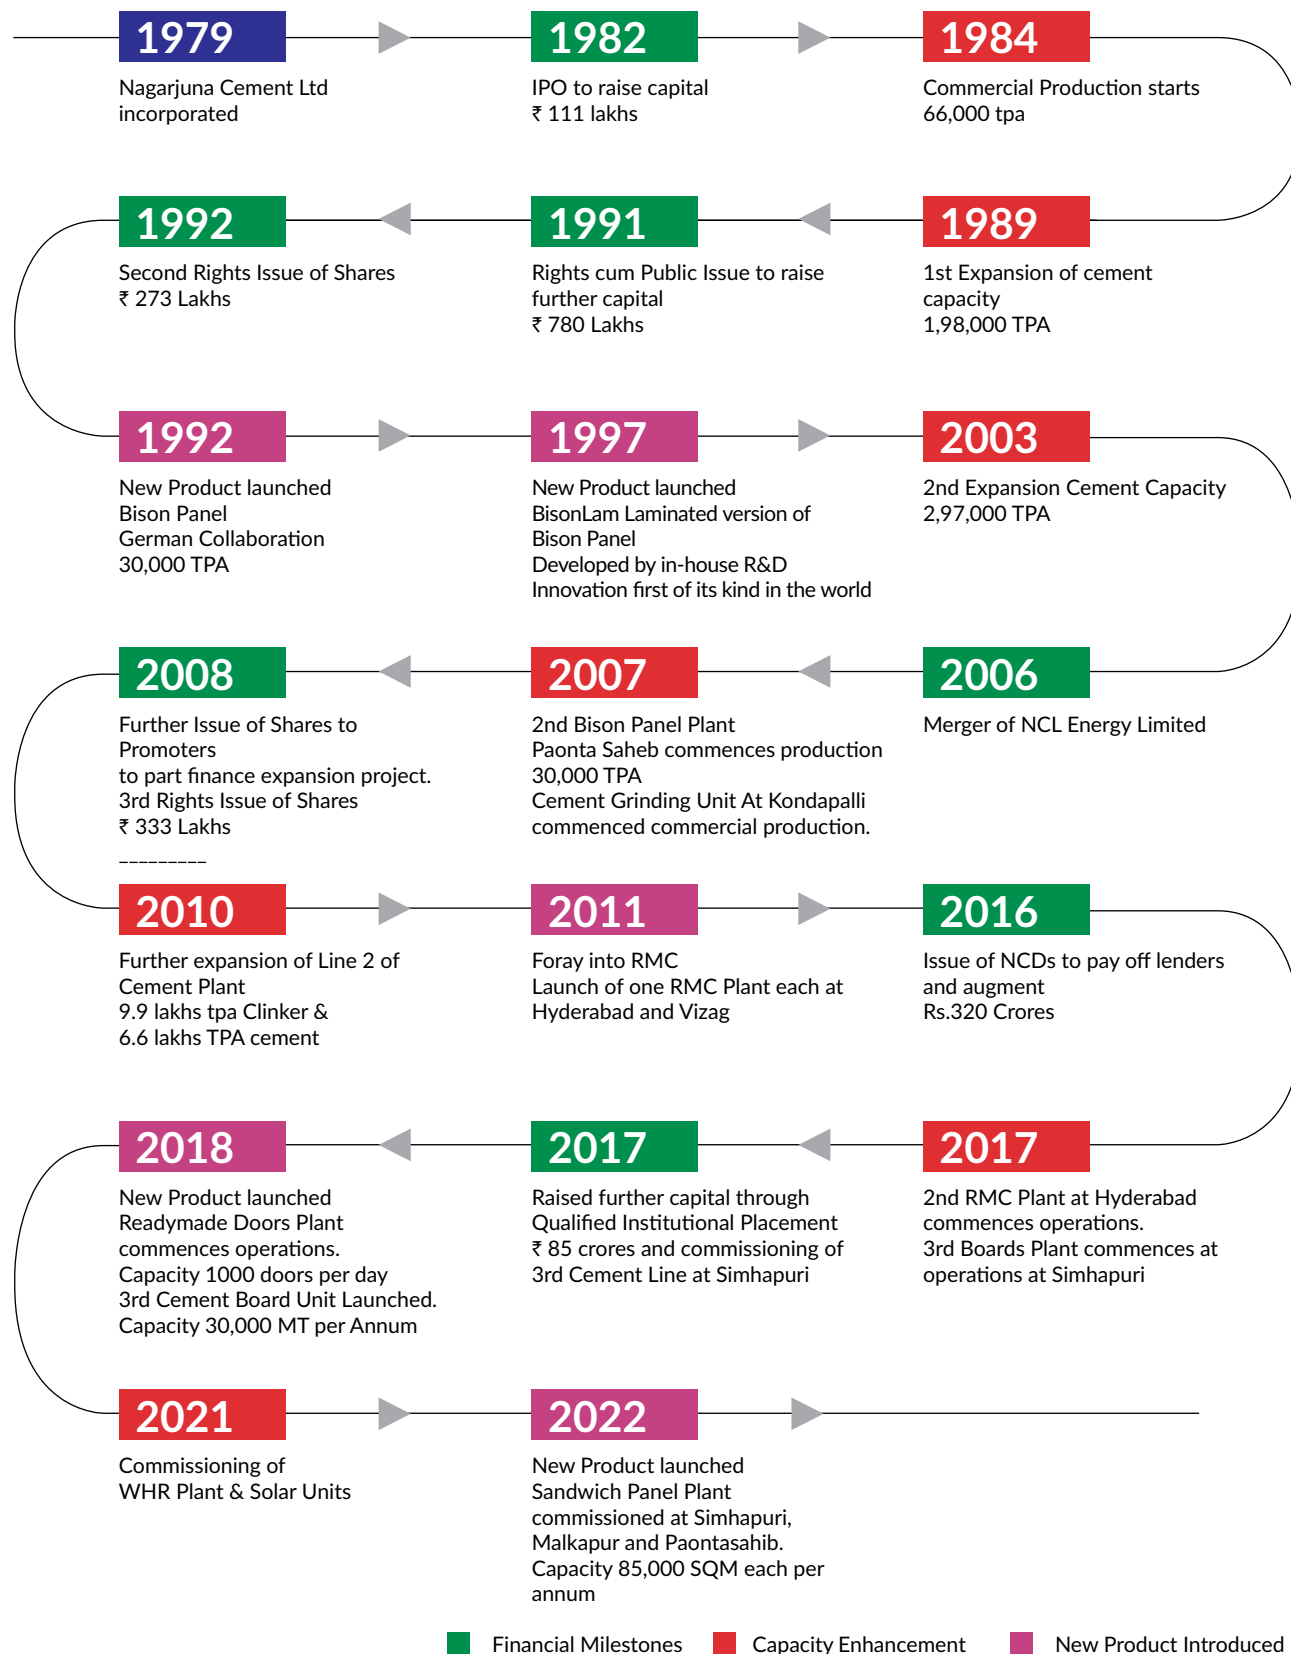 1979
Nagarjuna Cement Ltd
incorporated
1982
IPO to raise capital
₹ 111 lakhs
1984
Commercial Production starts
66,000 tpa
1989
1st Expansion of cement
capacity
1,98,000 TPA
1991
Rights cum Public Issue to raise
further capital
₹ 780 Lakhs
1992
Second Rights Issue of Shares
₹ 273 Lakhs
1992
New Product launched
Bison Panel
German Collaboration
30,000 TPA
1997
New Product launched
BisonLam Laminated version of
Bison Panel
Developed by in-house R&D
Innovation first of its kind in the world
2003
2nd Expansion Cement Capacity
2,97,000 TPA
2006
Merger of NCL Energy Limited
2007
2nd Bison Panel Plant
Paonta Saheb commences production
30,000 TPA
Cement Grinding Unit At Kondapalli
commenced commercial production.
2008
Further Issue of Shares to
Promoters
to part finance expansion project.
3rd Rights Issue of Shares
₹ 333 Lakhs
_________
2010
Further expansion of Line 2 of
Cement Plant
9.9 lakhs tpa Clinker &
6.6 lakhs TPA cement
2011
Foray into RMC
Launch of one RMC Plant each at
Hyderabad and Vizag
2016
Issue of NCDs to pay off lenders
and augment
Rs.320 Crores
2017
2nd RMC Plant at Hyderabad
commences operations.
3rd Boards Plant commences at
operations at Simhapuri
2017
Raised further capital through
Qualified Institutional Placement
₹ 85 crores and commissioning of
3rd Cement Line at Simhapuri
2018
New Product launched
Readymade Doors Plant
commences operations.
Capacity 1000 doors per day
3rd Cement Board Unit Launched.
Capacity 30,000 MT per Annum
2021
Commissioning of
WHR Plant & Solar Units
2022
New Product launched
Sandwich Panel Plant
commissioned at Simhapuri,
Malkapur and Paontasahib.
Capacity 85,000 SQM each per
annum
Financial Milestones
Capacity Enhancement
New Product Introduced